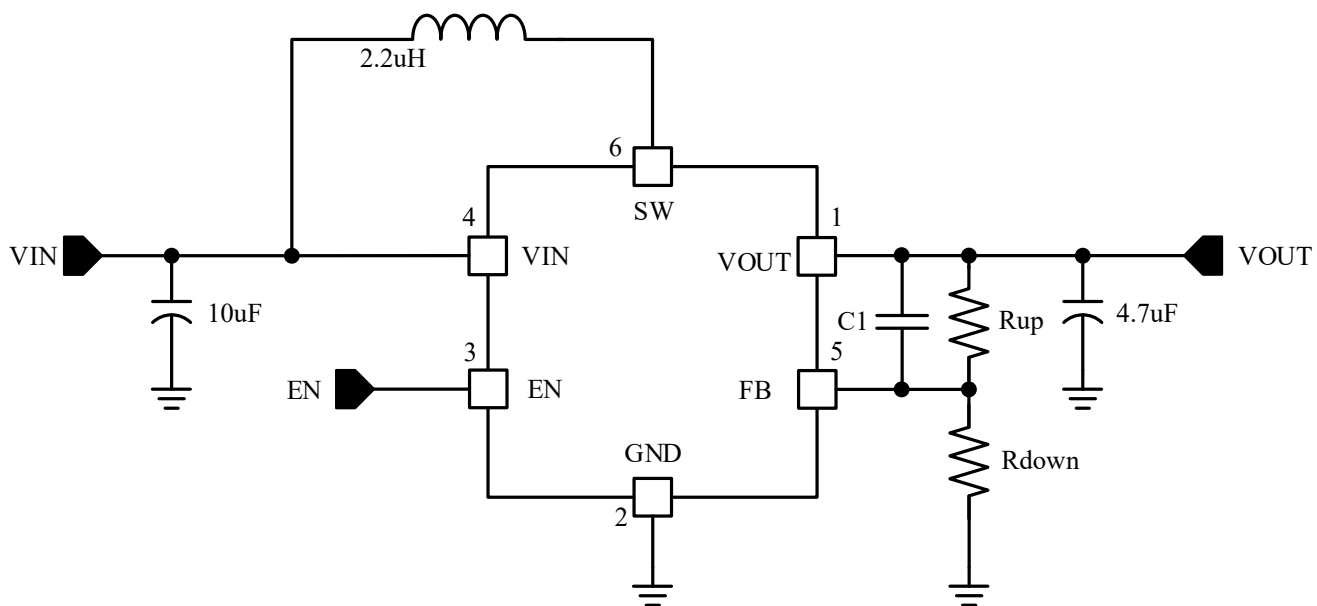 2.2uH
6
SW
4
1
VIN
VIN
VOUT
VOUT
10uF
C1
Rup
4.7uF
3
5
EN
EN
FB
GND
Rdown
2